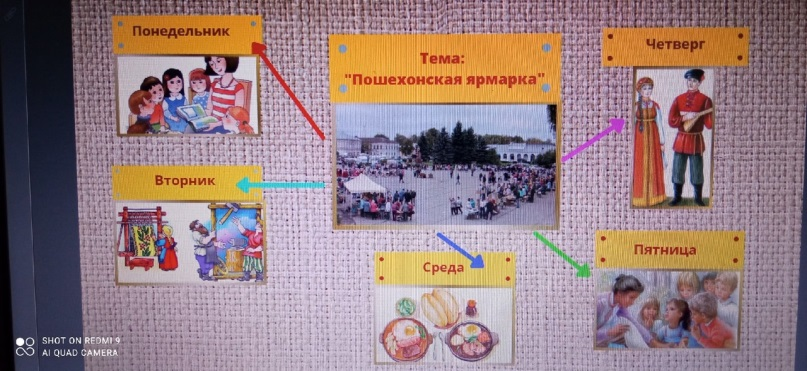 Понедельник
Тема:
"Пошехонская ярмарка"
Четверг
Вторник
Среда
Пятница
SHOT ON REDMI 9
AI QUAD CAMERA